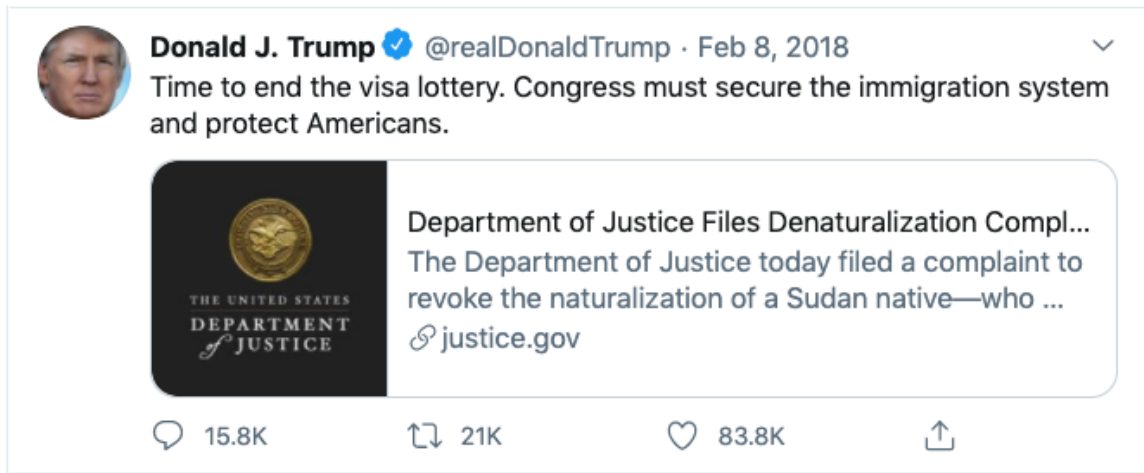 Donald J. Trump @realDonaldTrump · Feb 8, 2018
Time to end the visa lottery. Congress must secure the immigration system
and protect Americans.
THE UNITED STATES
DEPARTMENT
of JUSTICE
Department of Justice Files Denaturalization Compl...
The Department of Justice today filed a complaint to
revoke the naturalization of a Sudan native—who ...
justice.gov
15.8K 21K 83.8K